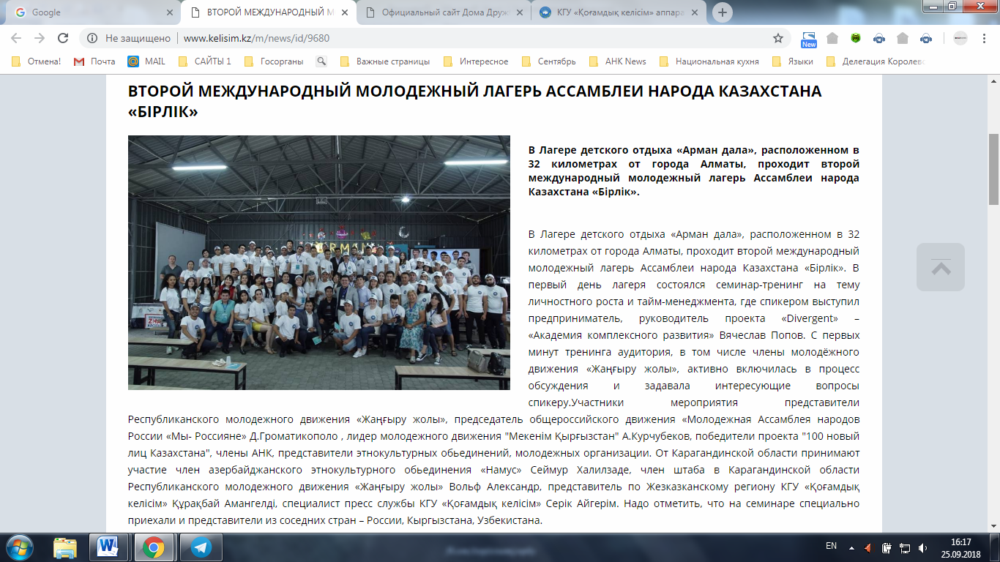 Google
ВТОРОЙ МЕЖДУНАРОДНЫЙ М
Официальный сайт Дома Друж
КГУ «Қоғамдық келісім» аппара
Не защищено
www.kelisim.kz/m/news/id/9680
New
Отмена!
Почта
MAIL
САЙТЫ 1
Госорганы
Важные страницы
Интересное
Сентябрь
АНК News
Национальная кухня
Языки
Делегация Королевс
ВТОРОЙ МЕЖДУНАРОДНЫЙ МОЛОДЕЖНЫЙ ЛАГЕРЬ АССАМБЛЕИ НАРОДА КАЗАХСТАНА
«БІРЛІК»
ARMAN
В Лагере детского отдыха «Арман дала», расположенном в
32 километрах от города Алматы, проходит второй
международный молодежный лагерь Ассамблеи народа
Казахстана «Бірлік».
В Лагере детского отдыха «Арман дала», расположенном в 32
километрах от города Алматы, проходит второй международный
молодежный лагерь Ассамблеи народа Казахстана «Бірлік». В
первый день лагеря состоялся семинар-тренинг на тему
личностного роста и тайм-менеджмента, где спикером выступил
предприниматель, руководитель проекта «Divergent» –
«Академия комплексного развития» Вячеслав Попов. С первых
минут тренинга аудитория, в том числе члены молодёжного
движения «Жаңғыру жолы», активно включилась в процесс
обсуждения и задавала интересующие вопросы
спикеру.Участники мероприятия представители
Республиканского молодежного движения «Жаңғыру жолы», председатель общероссийского движения «Молодежная Ассамблея народов
России «Мы- Россияне» Д.Громатикополо , лидер молодежного движения "Мекенім Қырғызстан" А.Курчубеков, победители проекта "100 новый
лиц Казахстана", члены АНК, представители этнокультурных обьединений, молодежных организации. От Карагандинской области принимают
участие член азербайджанского этнокультурного обьединения «Намус» Сеймур Халилзаде, член штаба в Карагандинской области
Республиканского молодежного движения «Жаңғыру жолы» Вольф Александр, представитель по Жезказканскому региону КГУ «Қоғамдық
келісім» Құрақбай Амангелді, специалист пресс службы КГУ «Қоғамдық келісім» Серік Айгерім. Надо отметить, что на семинаре специально
приехали и представители из соседних стран – России, Кыргызстана, Узбекистана.
EN
16:17
25.09.2018